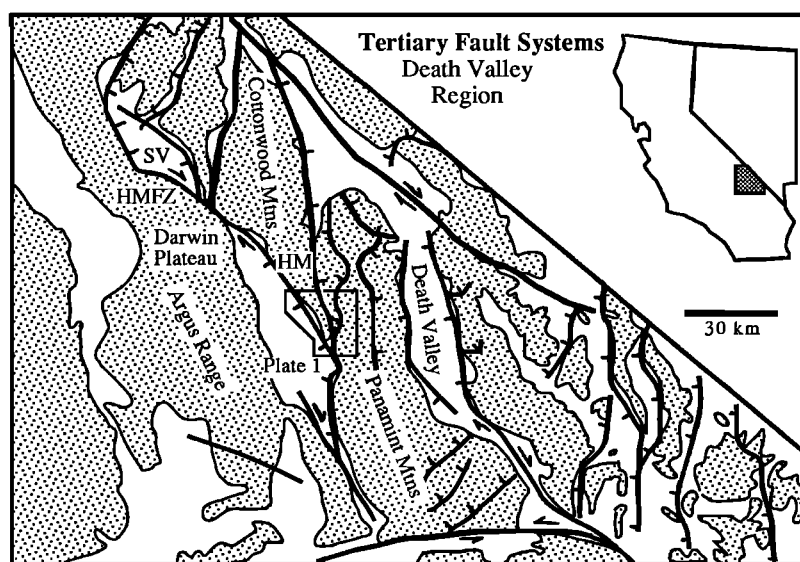 Tertiary Fault Systems
Death Valley
Region
Cottonwood Mtns
SV
HMFZ
Darwin
Plateau
HM
Argus Range
Death Valley
30 km
Plate 1
Panamint Mtns